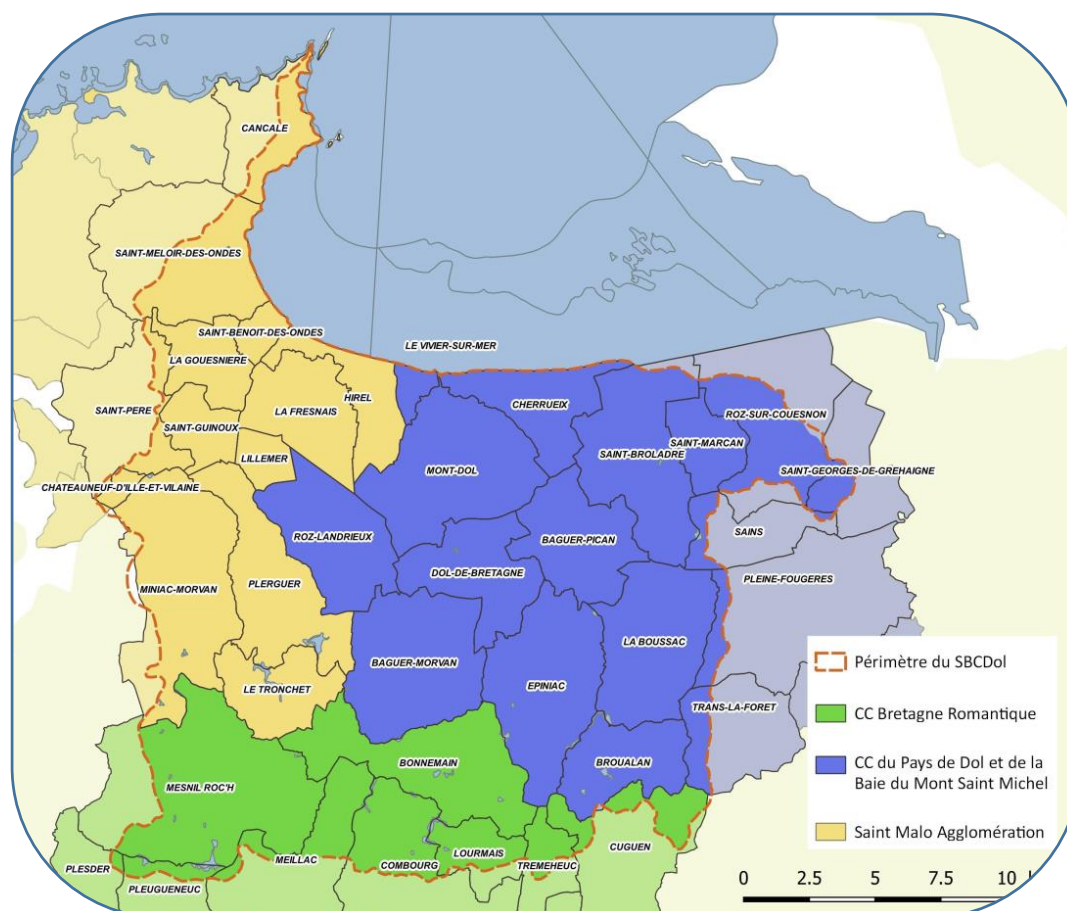 CANCALE
SAINT-MELOIR-DES-ONDES
SAINT-BENOIT-DES-ONDES
LE VIVIER-SUR-MER
LA GOUESNIERE
HIREL
CHERRUEIX
SAINT-PERE
LA FRESNAIS
ROZ-SUR-COUESNON
SAINT-GUINOUX
SAINT-MARCAN
SAINT-BROLADRE
LILLEMER
MONT-DOL
SAINT-GEORGES-DE-GREHAIGNE
CHATEAUNEUF-D'ILLE-ET-VILAINE
SAINS
ROZ-LANDRIEUX
BAGUER-PICAN
DOL-DE-BRETAGNE
PLEINE-FOUGERES
MINIAC-MORVAN
PLERGUER
LA BOUSSAC
BAGUER-MORVAN
EPINIAC
LE TRONCHET
TRANS-LA-FORET
BONNEMAIN
BROUALAN
MESNIL ROC'H
CUGUEN
LOURMAIS
MEILLAC
COMBOURG
TREMEHEUC
PLESDER
PLEUGUENEUC
Périmètre du SBCDol
CC Bretagne Romantique
CC du Pays de Dol et de la
Baie du Mont Saint Michel
Saint Malo Agglomération
0 2.5 5 7.5 10